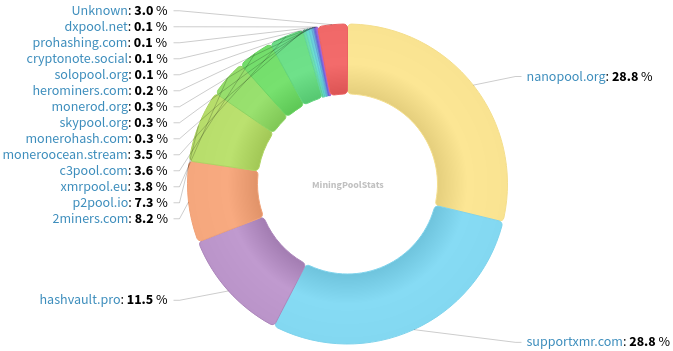 Unknown: 3.0 %
dxpool.net: 0.1 %
prohashing.com: 0.1 %
cryptonote.social: 0.1 %
solopool.org: 0.1 %
herominers.com: 0.2 %
monerod.org: 0.3 %
skypool.org: 0.3 %
monerohash.com: 0.3 %
moneroocean.stream: 3.5 %
c3pool.com: 3.6 %
xmrpool.eu: 3.8 %
p2pool.io: 7.3 %
2miners.com: 8.2 %
hashvault.pro: 11.5 %
nanopool.org: 28.8 %
MiningPoolStats
supportxmr.com: 28.8 %